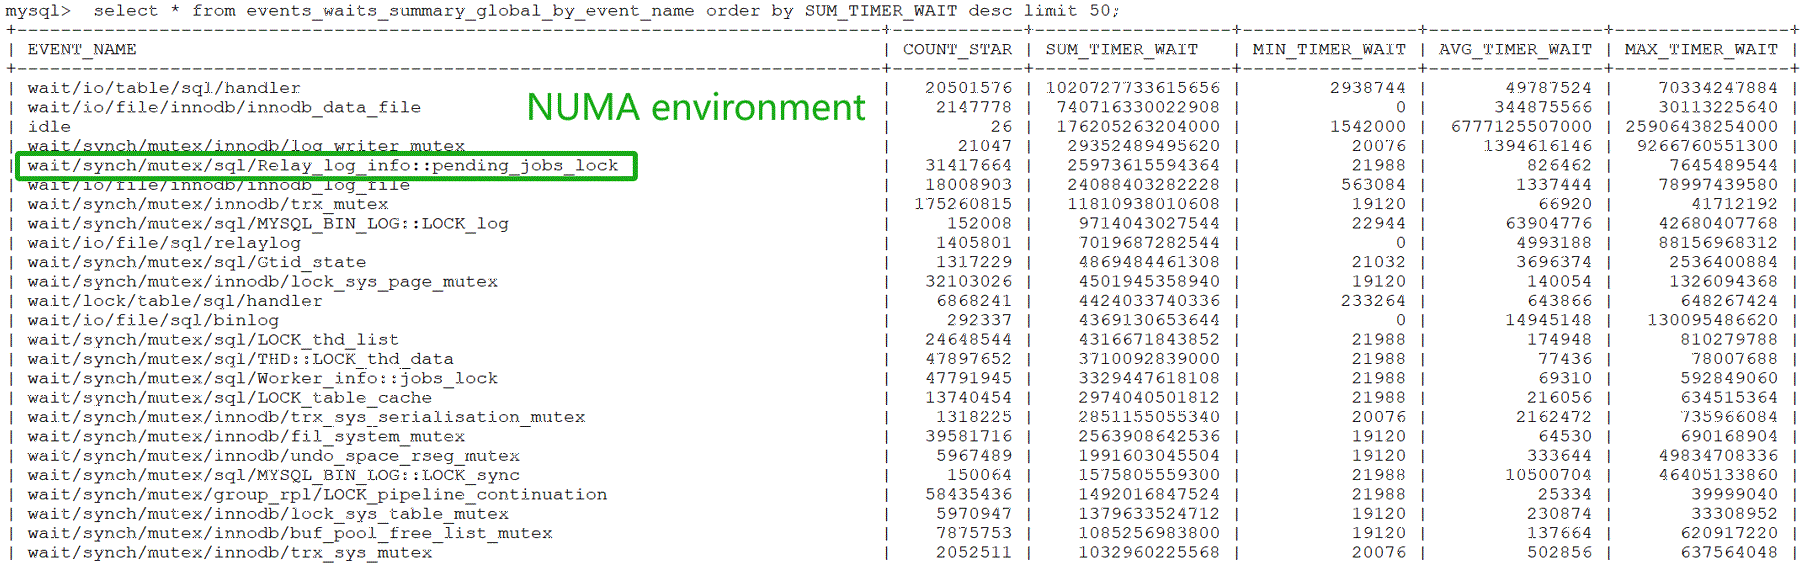 mysql>  select * from events_waits_summary_global_by_event_name order by SUM_TIMER_WAIT desc limit 50;
| EVENT_NAME | COUNT_STAR | SUM_TIMER_WAIT | MIN_TIMER_WAIT | AVG_TIMER_WAIT | MAX_TIMER_WAIT |
| wait/io/table/sql/handler | 20501576 | 1020727733615656 | 2938744 | 49787524 | 70334247884 |
NUMA environment
| wait/io/file/innodb/innodb_data_file | 2147778 | 740716330022908 | 0 | 344875566 | 30113225640 |
| idle | 26 | 176205263204000 | 1542000 | 6777125507000 | 25906438254000 |
| wait/synch/mutex/innodb/log_writer_mutex | 21047 | 29352489495620 | 20076 | 1394616146 | 9266760551300 |
| wait/synch/mutex/sql/Relay_log_info::pending_jobs_lock | 31417664 | 25973615594364 | 21988 | 826462 | 7645489544 |
| wait/io/file/innodb/innodb_log_file | 18008903 | 24088403282228 | 563084 | 1337444 | 78997439580 |
| wait/synch/mutex/innodb/trx_mutex | 175260815 | 11810938010608 | 19120 | 66920 | 41712192 |
| wait/synch/mutex/sql/MYSQL_BIN_LOG::LOCK_log | 152008 | 9714043027544 | 22944 | 63904776 | 42680407768 |
| wait/io/file/sql/relaylog | 1405801 | 7019687282544 | 0 | 4993188 | 88156968312 |
| wait/synch/mutex/sql/Gtid_state | 1317229 | 4869484461308 | 21032 | 3696374 | 2536400884 |
| wait/synch/mutex/innodb/lock_sys_page_mutex | 32103026 | 4501945358940 | 19120 | 140054 | 1326094368 |
| wait/lock/table/sql/handler | 6868241 | 4424033740336 | 233264 | 643866 | 648267424 |
| wait/io/file/sql/binlog | 292337 | 4369130653644 | 0 | 14945148 | 130095486620 |
| wait/synch/mutex/sql/LOCK_thd_list | 24648544 | 4316671843852 | 21988 | 174948 | 810279788 |
| wait/synch/mutex/sql/THD::LOCK_thd_data | 47897652 | 3710092839000 | 21988 | 77436 | 78007688 |
| wait/synch/mutex/sql/Worker_info::jobs_lock | 47791945 | 3329447618108 | 21988 | 69310 | 592849060 |
| wait/synch/mutex/sql/LOCK_table_cache | 13740454 | 2974040501812 | 21988 | 216056 | 634515364 |
| wait/synch/mutex/innodb/trx_sys_serialisation_mutex | 1318225 | 2851155055340 | 20076 | 2162472 | 735966084 |
| wait/synch/mutex/innodb/fil_system_mutex | 39581716 | 2563908642536 | 19120 | 64530 | 690168904 |
| wait/synch/mutex/innodb/undo_space_rseg_mutex | 5967489 | 1991603045504 | 19120 | 333644 | 49834708336 |
| wait/synch/mutex/sql/MYSQL_BIN_LOG::LOCK_sync | 150064 | 1575805559300 | 21988 | 10500704 | 46405133860 |
| wait/synch/mutex/group_rpl/LOCK_pipeline_continuation | 58435436 | 1492016847524 | 21988 | 25334 | 39999040 |
| wait/synch/mutex/innodb/lock_sys_table_mutex | 5970947 | 1379633524712 | 19120 | 230874 | 33308952 |
| wait/synch/mutex/innodb/buf_pool_free_list_mutex | 7875753 | 1085256983800 | 19120 | 137664 | 620917220 |
| wait/synch/mutex/innodb/trx_sys_mutex | 2052511 | 1032960225568 | 20076 | 502856 | 637564048 |